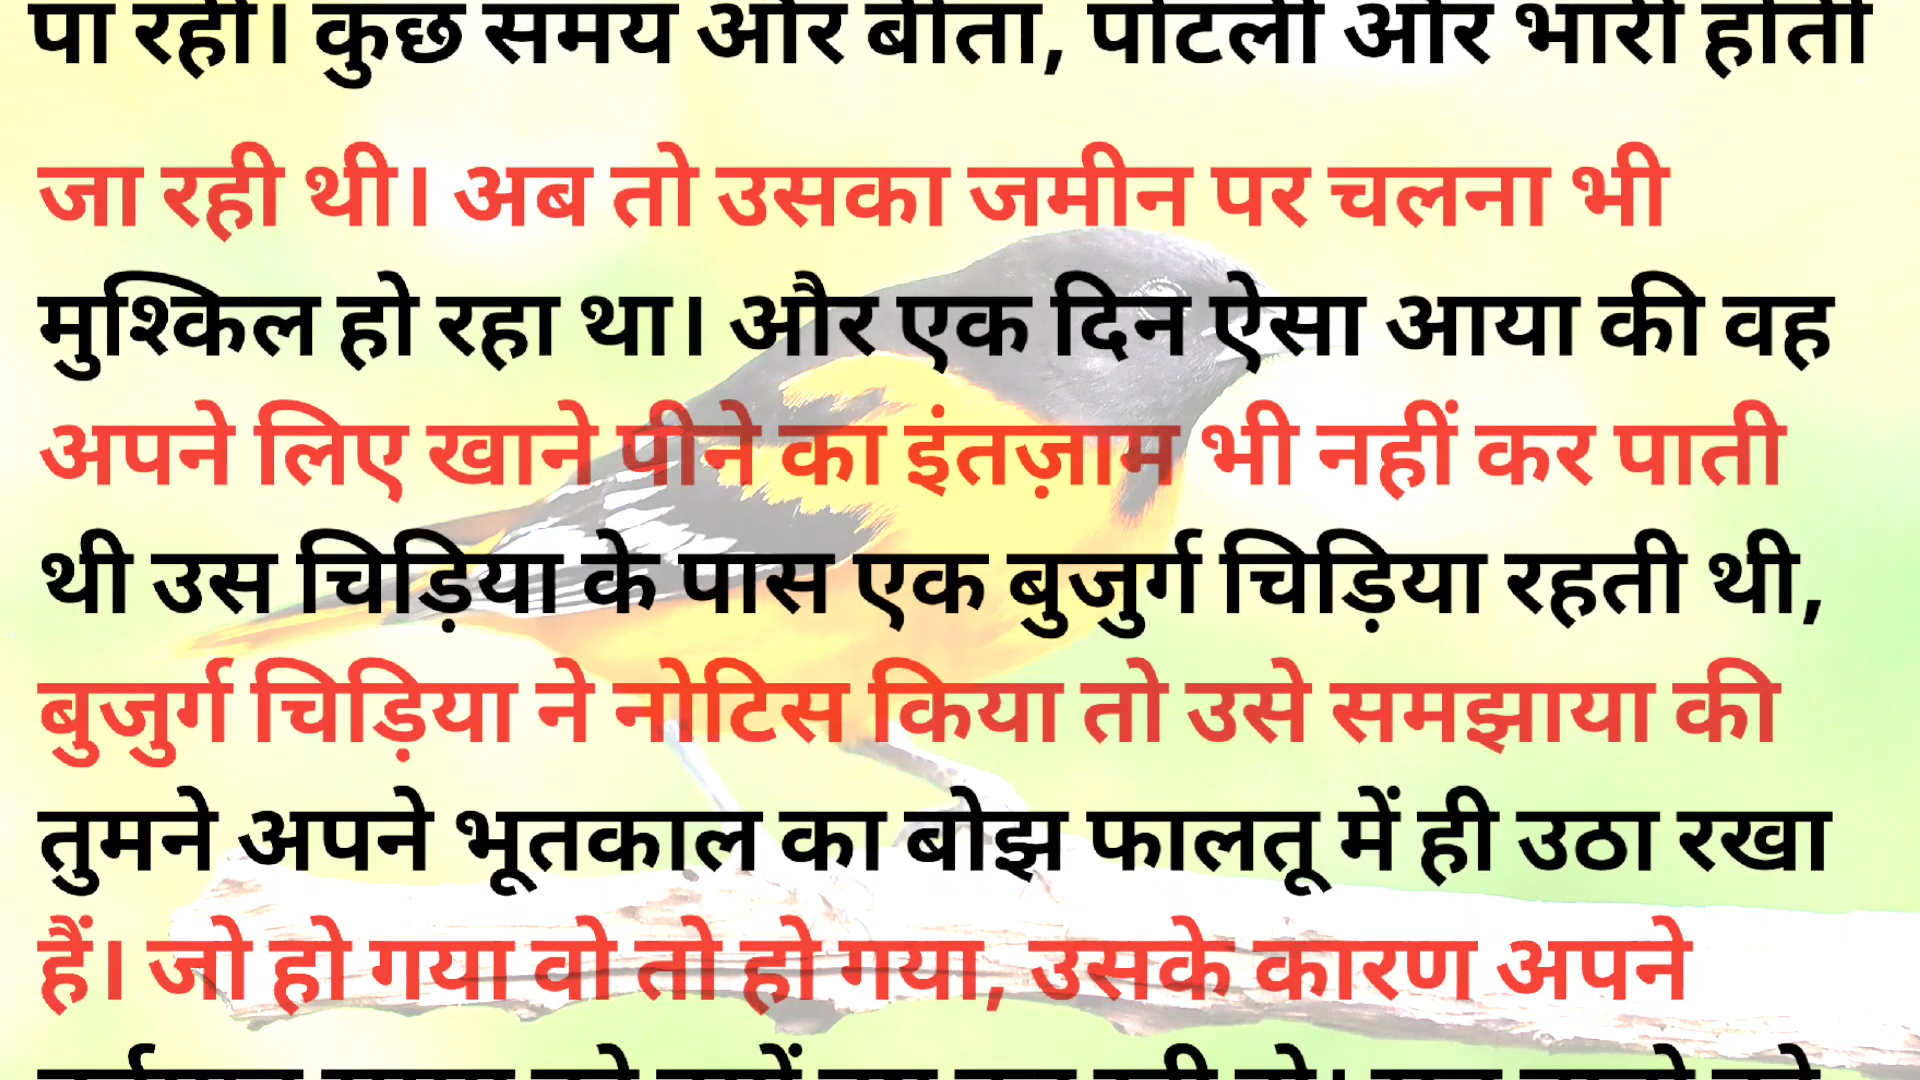 पा रही। कुछ समय और बीता, पोटली और भारी होती
जा रही थी। अब तो उसका जमीन पर चलना भी
मुश्किल हो रहा था। और एक दिन ऐसा आया की वह
अपने लिए खाने पीने का इंतज़ाम भी नहीं कर पाती
थी उस चिड़िया के पास एक बुजुर्ग चिड़िया रहती थी,
बुजुर्ग चिड़िया ने नोटिस किया तो उसे समझाया की
तुमने अपने भूतकाल का बोझ फालतू में ही उठा रखा
हैं। जो हो गया वो तो हो गया, उसके कारण अपने